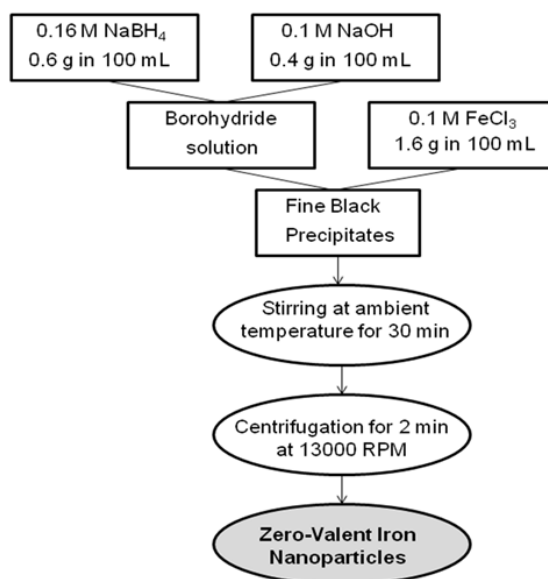 0.16 M NaBH₄
0.6 g in 100 mL
0.1 M NaOH
0.4 g in 100 mL
Borohydride
solution
0.1 M FeCl₃
1.6 g in 100 mL
Fine Black
Precipitates
Stirring at ambient
temperature for 30 min
Centrifugation for 2 min
at 13000 RPM
Zero-Valent Iron
Nanoparticles